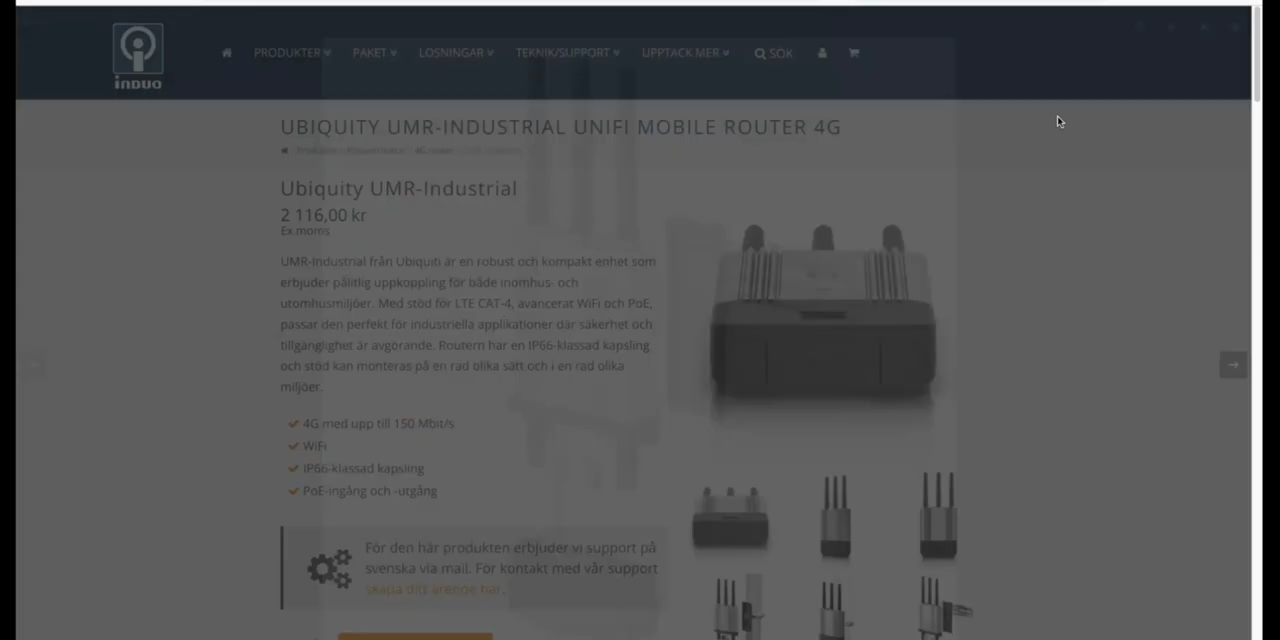 PRODUKTER PAKET LÖSNINGAR TEKNIK/SUPPORT UPPTÄCK MER SÖK
INDUO
UBIQUITY UMR-INDUSTRIAL UNIFI MOBILE ROUTER 4G
Ubiquity UMR-Industrial
2 116,00 kr
Ex.moms
UMR-Industrial från Ubiquiti är en robust och kompakt enhet som
erbjuder pålitlig uppkoppling för både inomhus- och
utomhusmiljöer. Med stöd för LTE CAT-4, avancerat WiFi och PoE,
passar den perfekt för industriella applikationer där säkerhet och
tillgänglighet är avgörande. Routern har en IP66-klassad kapsling
och stöd kan monteras på en rad olika sätt och i en rad olika
miljöer.
4G med upp till 150 Mbit/s
WiFi
IP66-klassad kapsling
PoE-ingång och -utgång
För den här produkten erbjuder vi support på
svenska via mail. För kontakt med vår support
skapa ditt ärende här.